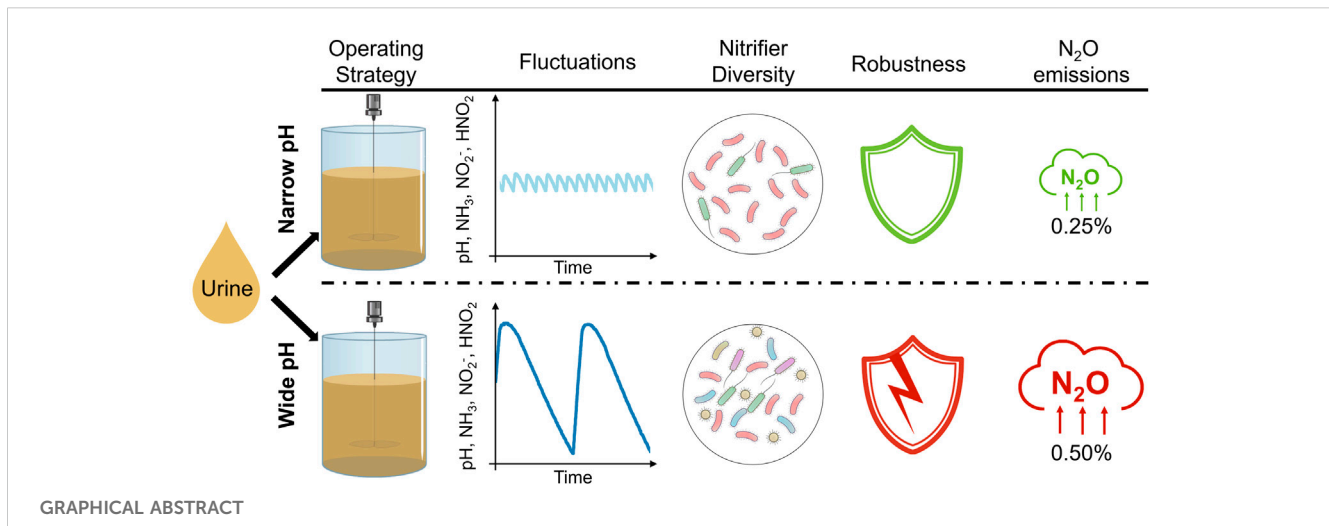 Operating
Strategy
Fluctuations
Nitrifier
Diversity
Robustness
N₂O
emissions
Urine
Narrow pH
pH, NH₃, NO₂⁻, HNO₂
Time
N₂O
0.25%
Wide pH
pH, NH₃, NO₂⁻, HNO₂
Time
N₂O
0.50%
GRAPHICAL ABSTRACT